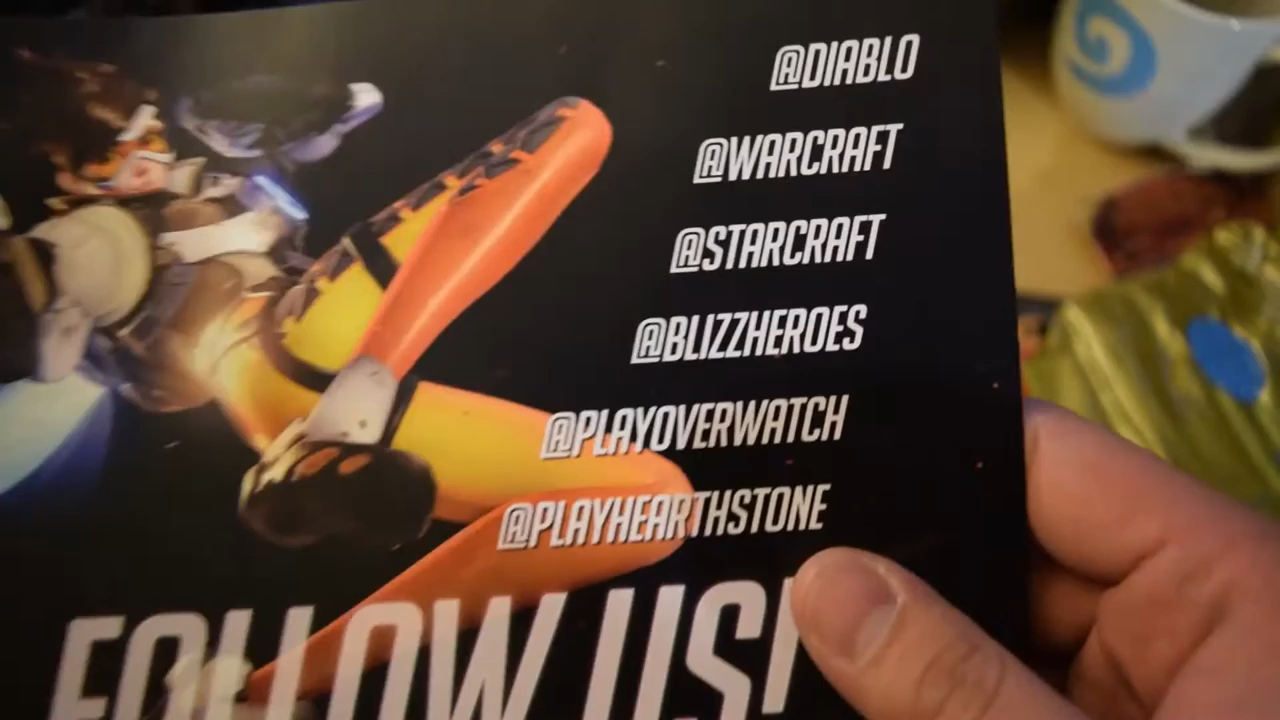 @DIABLO
@WARCRAFT
@STARCRAFT
@BLIZZHEROES
@PLAYOVERWATCH
@PLAYHEARTHSTONE
FOLLOW US!